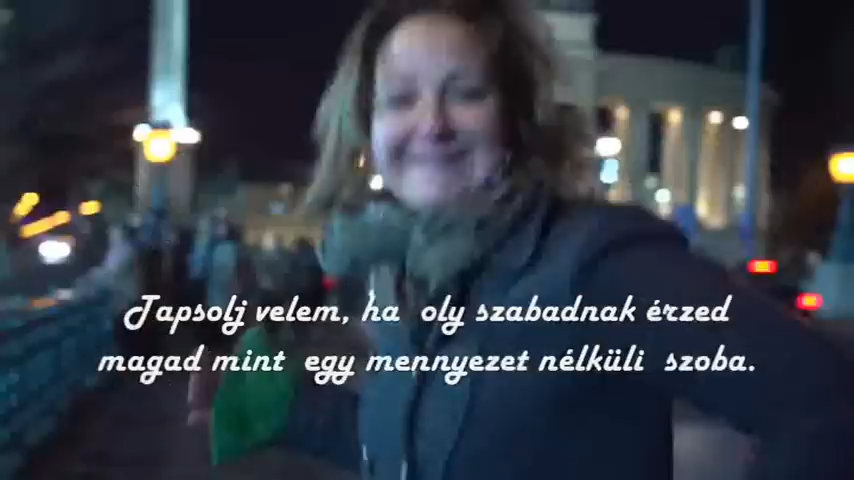 Tapsolj velem, ha oly szabadnak érzed
magad mint egy mennyezet nélküli szoba.